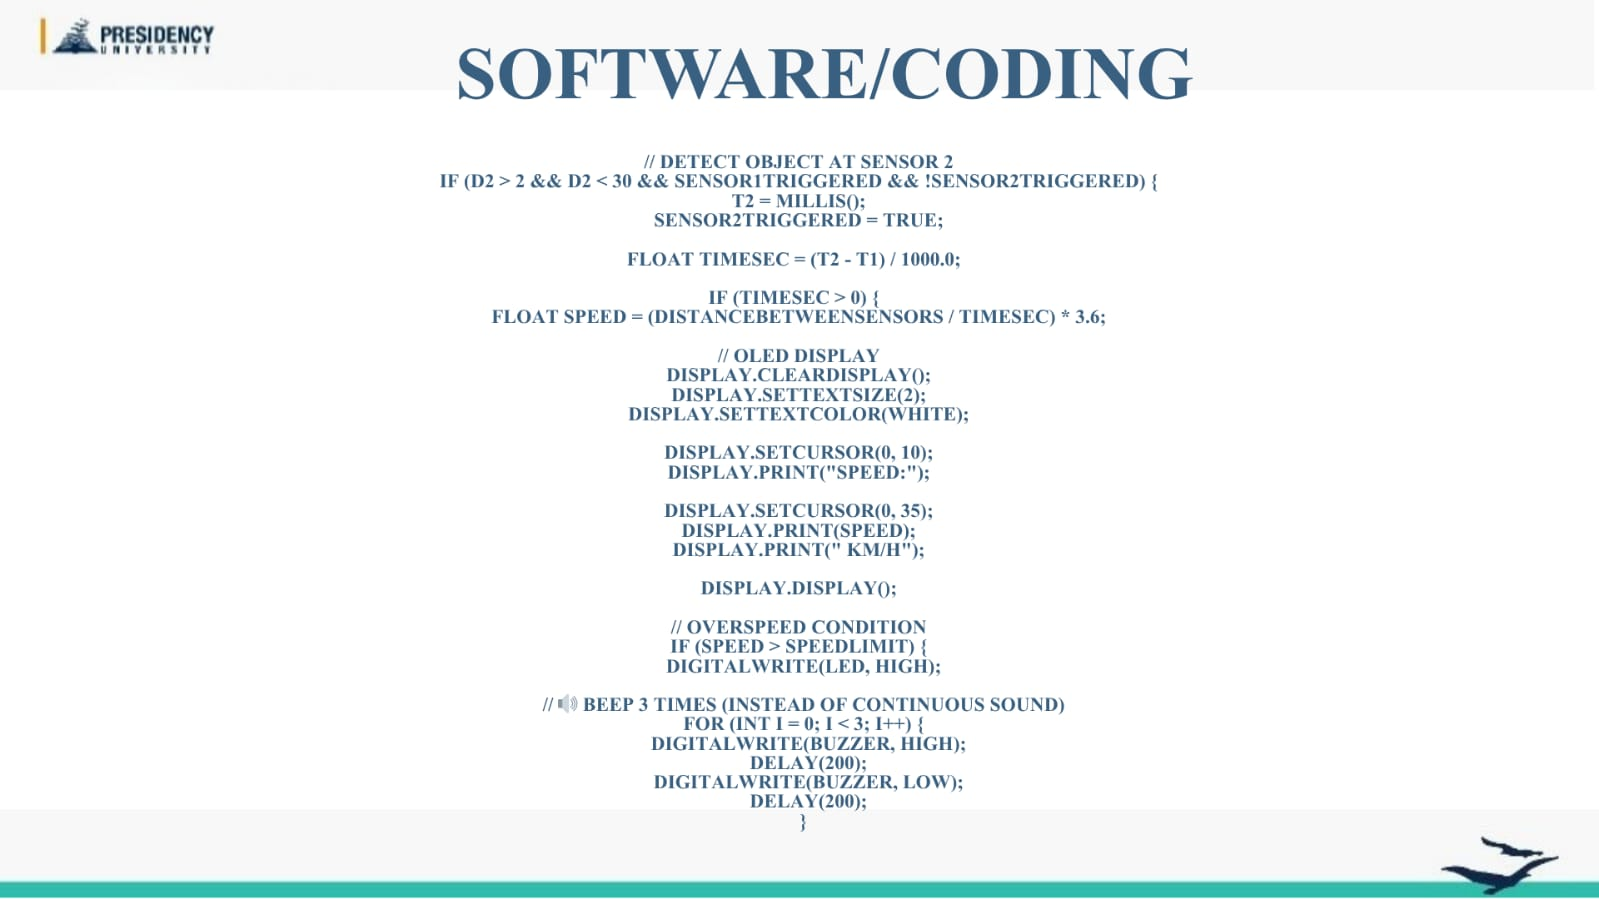 PRESIDENCY
UNIVERSITY
SOFTWARE/CODING
// DETECT OBJECT AT SENSOR 2
IF (D2 > 2 && D2 < 30 && SENSOR1TRIGGERED && !SENSOR2TRIGGERED) {
T2 = MILLIS();
SENSOR2TRIGGERED = TRUE;
FLOAT TIMESEC = (T2 - T1) / 1000.0;
IF (TIMESEC > 0) {
FLOAT SPEED = (DISTANCEBETWEENSENSORS / TIMESEC) * 3.6;
// OLED DISPLAY
DISPLAY.CLEARDISPLAY();
DISPLAY.SETTEXTSIZE(2);
DISPLAY.SETTEXTCOLOR(WHITE);
DISPLAY.SETCURSOR(0, 10);
DISPLAY.PRINT("SPEED:");
DISPLAY.SETCURSOR(0, 35);
DISPLAY.PRINT(SPEED);
DISPLAY.PRINT(" KM/H");
DISPLAY.DISPLAY();
// OVERSPEED CONDITION
IF (SPEED > SPEEDLIMIT) {
DIGITALWRITE(LED, HIGH);
// 🔊 BEEP 3 TIMES (INSTEAD OF CONTINUOUS SOUND)
FOR (INT I = 0; I < 3; I++) {
DIGITALWRITE(BUZZER, HIGH);
DELAY(200);
DIGITALWRITE(BUZZER, LOW);
DELAY(200);
}